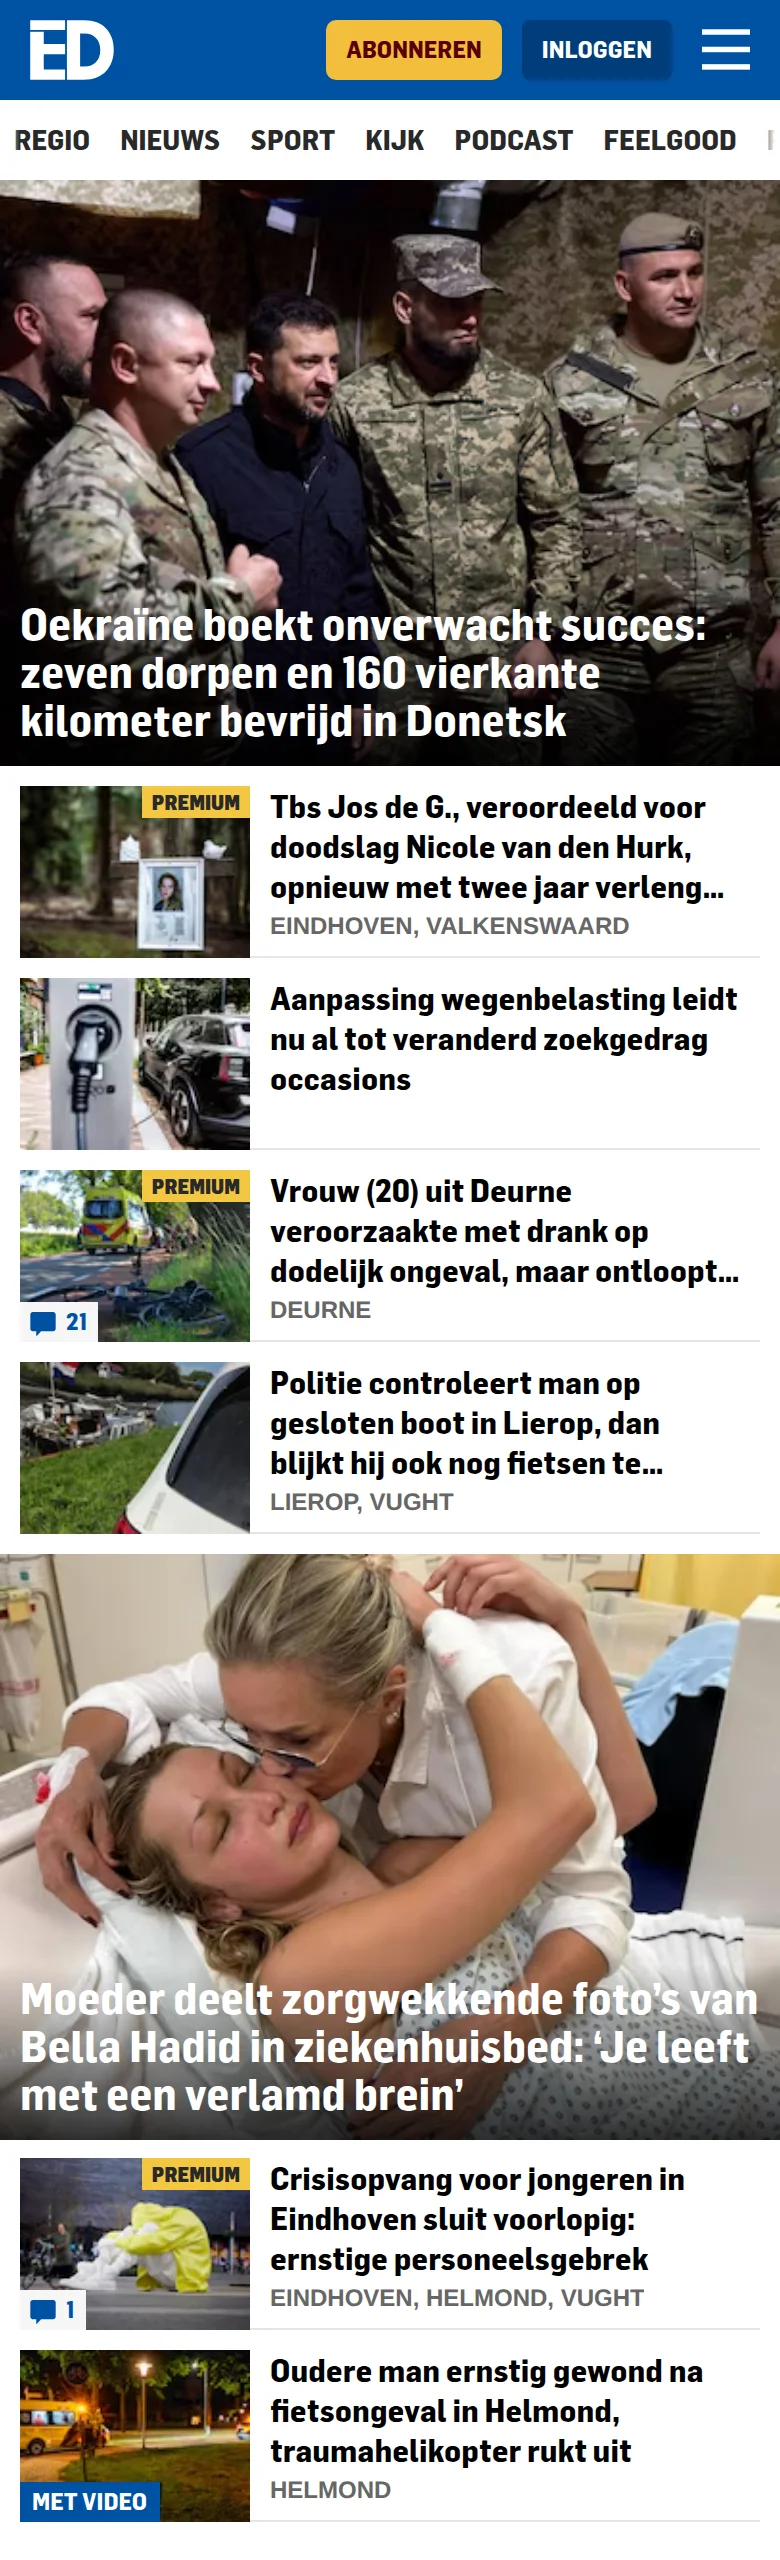 ED
ABONNEREN
INLOGGEN
REGIO NIEUWS SPORT KIJK PODCAST FEELGOOD
Oekraïne boekt onverwacht succes:
zeven dorpen en 160 vierkante
kilometer bevrijd in Donetsk
PREMIUM
Tbs Jos de G., veroordeeld voor
doodslag Nicole van den Hurk,
opnieuw met twee jaar verleng...
EINDHOVEN, VALKENSWAARD
Aanpassing wegenbelasting leidt
nu al tot veranderd zoekgedrag
occasions
PREMIUM
21
Vrouw (20) uit Deurne
veroorzaakte met drank op
dodelijk ongeval, maar ontloopt...
DEURNE
Politie controleert man op
gesloten boot in Lierop, dan
blijkt hij ook nog fietsen te...
LIEROP, VUGHT
Moeder deelt zorgwekkende foto’s van
Bella Hadid in ziekenhuisbed: ‘Je leeft
met een verlamd brein’
PREMIUM
1
Crisisopvang voor jongeren in
Eindhoven sluit voorlopig:
ernstige personeelsgebrek
EINDHOVEN, HELMOND, VUGHT
MET VIDEO
Oudere man ernstig gewond na
fietsongeval in Helmond,
traumahelikopter rukt uit
HELMOND